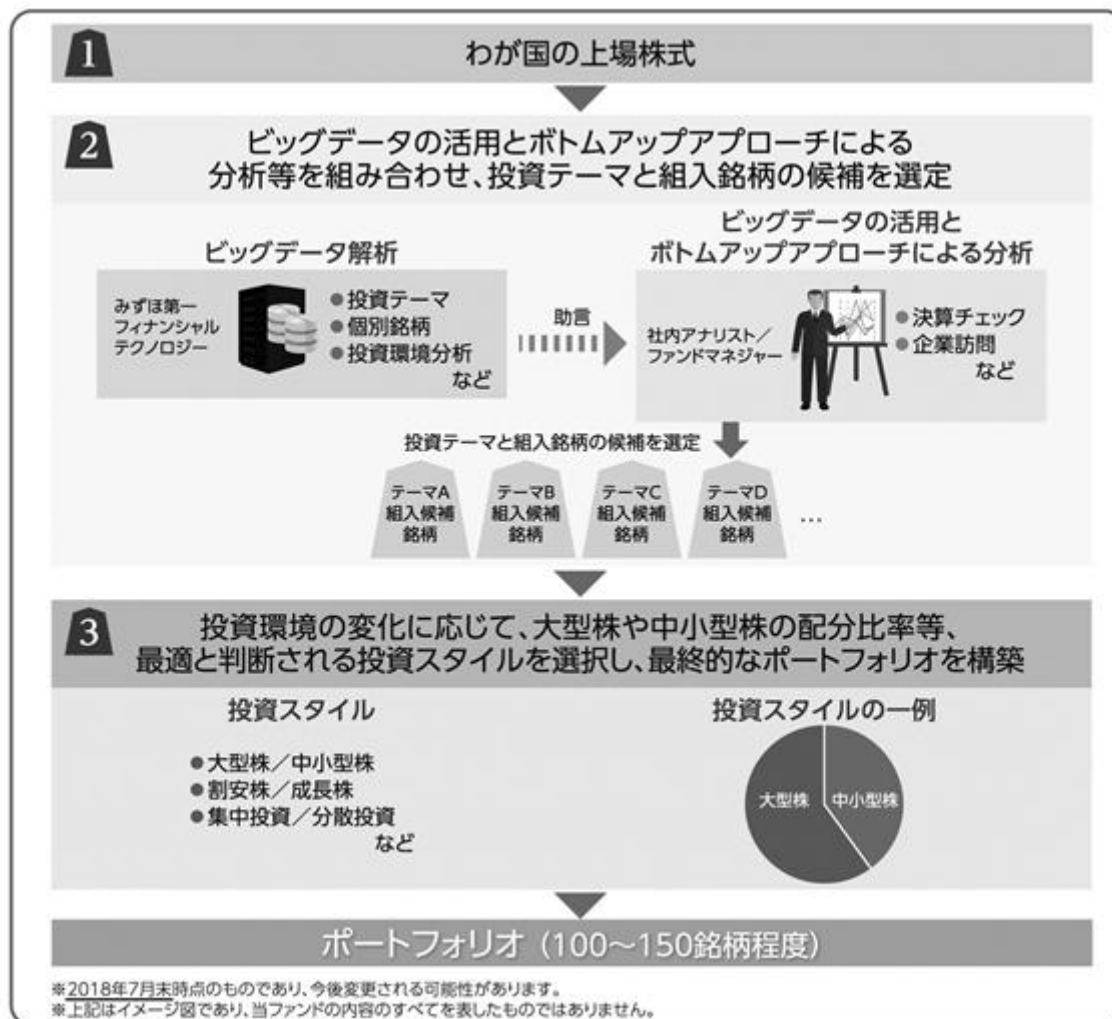 1
わが国の上場株式
2
ビッグデータの活用とボトムアップアプローチによる
分析等を組み合わせ、投資テーマと組入銘柄の候補を選定
ビッグデータ解析
みずほ第一
フィナンシャル
テクノロジー
●投資テーマ
●個別銘柄
●投資環境分析
など
助言
ビッグデータの活用と
ボトムアップアプローチによる分析
社内アナリスト／
ファンドマネジャー
●決算チェック
●企業訪問
など
投資テーマと組入銘柄の候補を選定
テーマA
組入候補
銘柄
テーマB
組入候補
銘柄
テーマC
組入候補
銘柄
テーマD
組入候補
銘柄
…
3
投資環境の変化に応じて、大型株や中小型株の配分比率等、
最適と判断される投資スタイルを選択し、最終的なポートフォリオを構築
投資スタイル
●大型株／中小型株
●割安株／成長株
●集中投資／分散投資
など
投資スタイルの一例
大型株
中小型株
ポートフォリオ（100～150銘柄程度）
※2018年7月末時点のものであり、今後変更される可能性があります。
※上記はイメージ図であり、当ファンドの内容のすべてを表したものではありません。